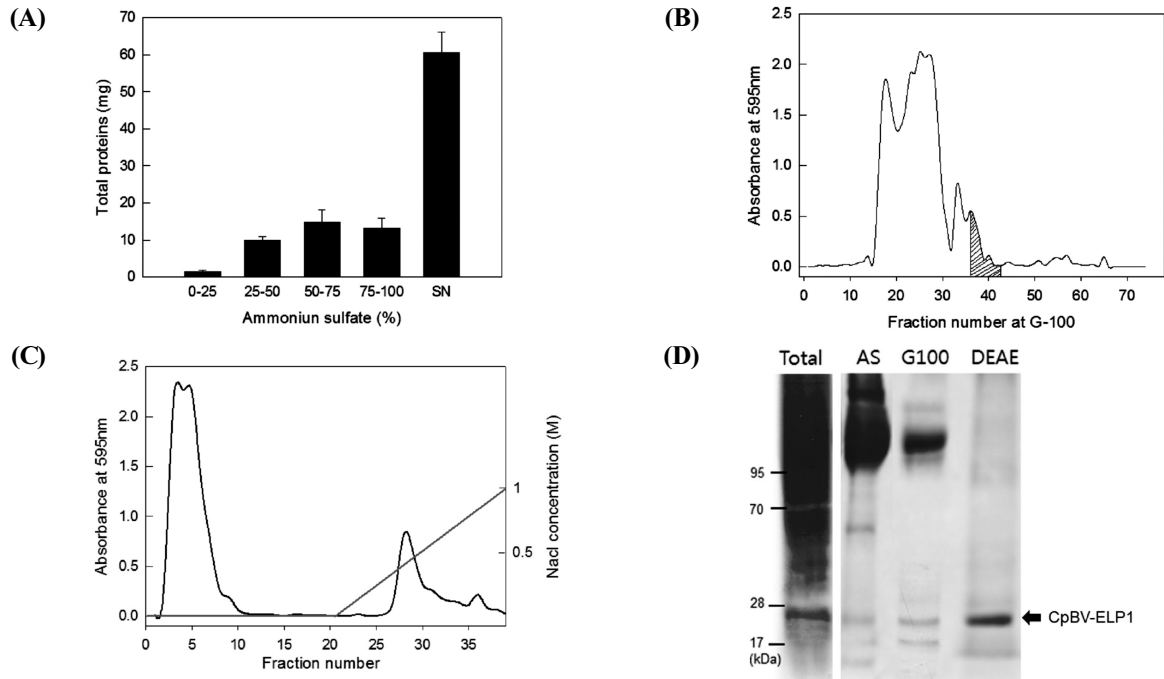 (A)
70
60
50
40
30
20
10
0
Total proteins (mg)
0-25 25-50 50-75 75-100 SN
Ammoniun sulfate (%)
(B)
2.5
2.0
1.5
1.0
0.5
0.0
Absorbance at 595nm
0 10 20 30 40 50 60 70
Fraction number at G-100
(C)
2.5
2.0
1.5
1.0
0.5
0.0
Absorbance at 595nm
1
0.5
Nacl concentration (M)
0 5 10 15 20 25 30 35
Fraction number
(D)
Total AS G100 DEAE
95
70
28
17
(kDa)
CpBV-ELP1